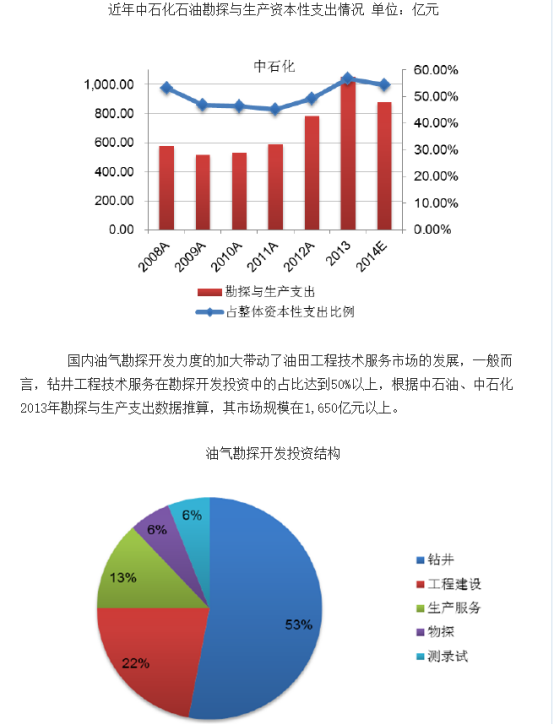 近年中石化石油勘探与生产资本性支出情况 单位：亿元
中石化
1,000.00
800.00
600.00
400.00
200.00
0.00
60.00%
50.00%
40.00%
30.00%
20.00%
10.00%
0.00%
2008A
2009A
2010A
2011A
2012A
2013
2014E
勘探与生产支出
占整体资本性支出比例
国内油气勘探开发力度的加大带动了油田工程技术服务市场的发展，一般而
言，钻井工程技术服务在勘探开发投资中的占比达到50%以上，根据中石油、中石化
2013年勘探与生产支出数据推算，其市场规模在1,650亿元以上。
油气勘探开发投资结构
6%
6%
13%
53%
22%
钻井
工程建设
生产服务
物探
测录试